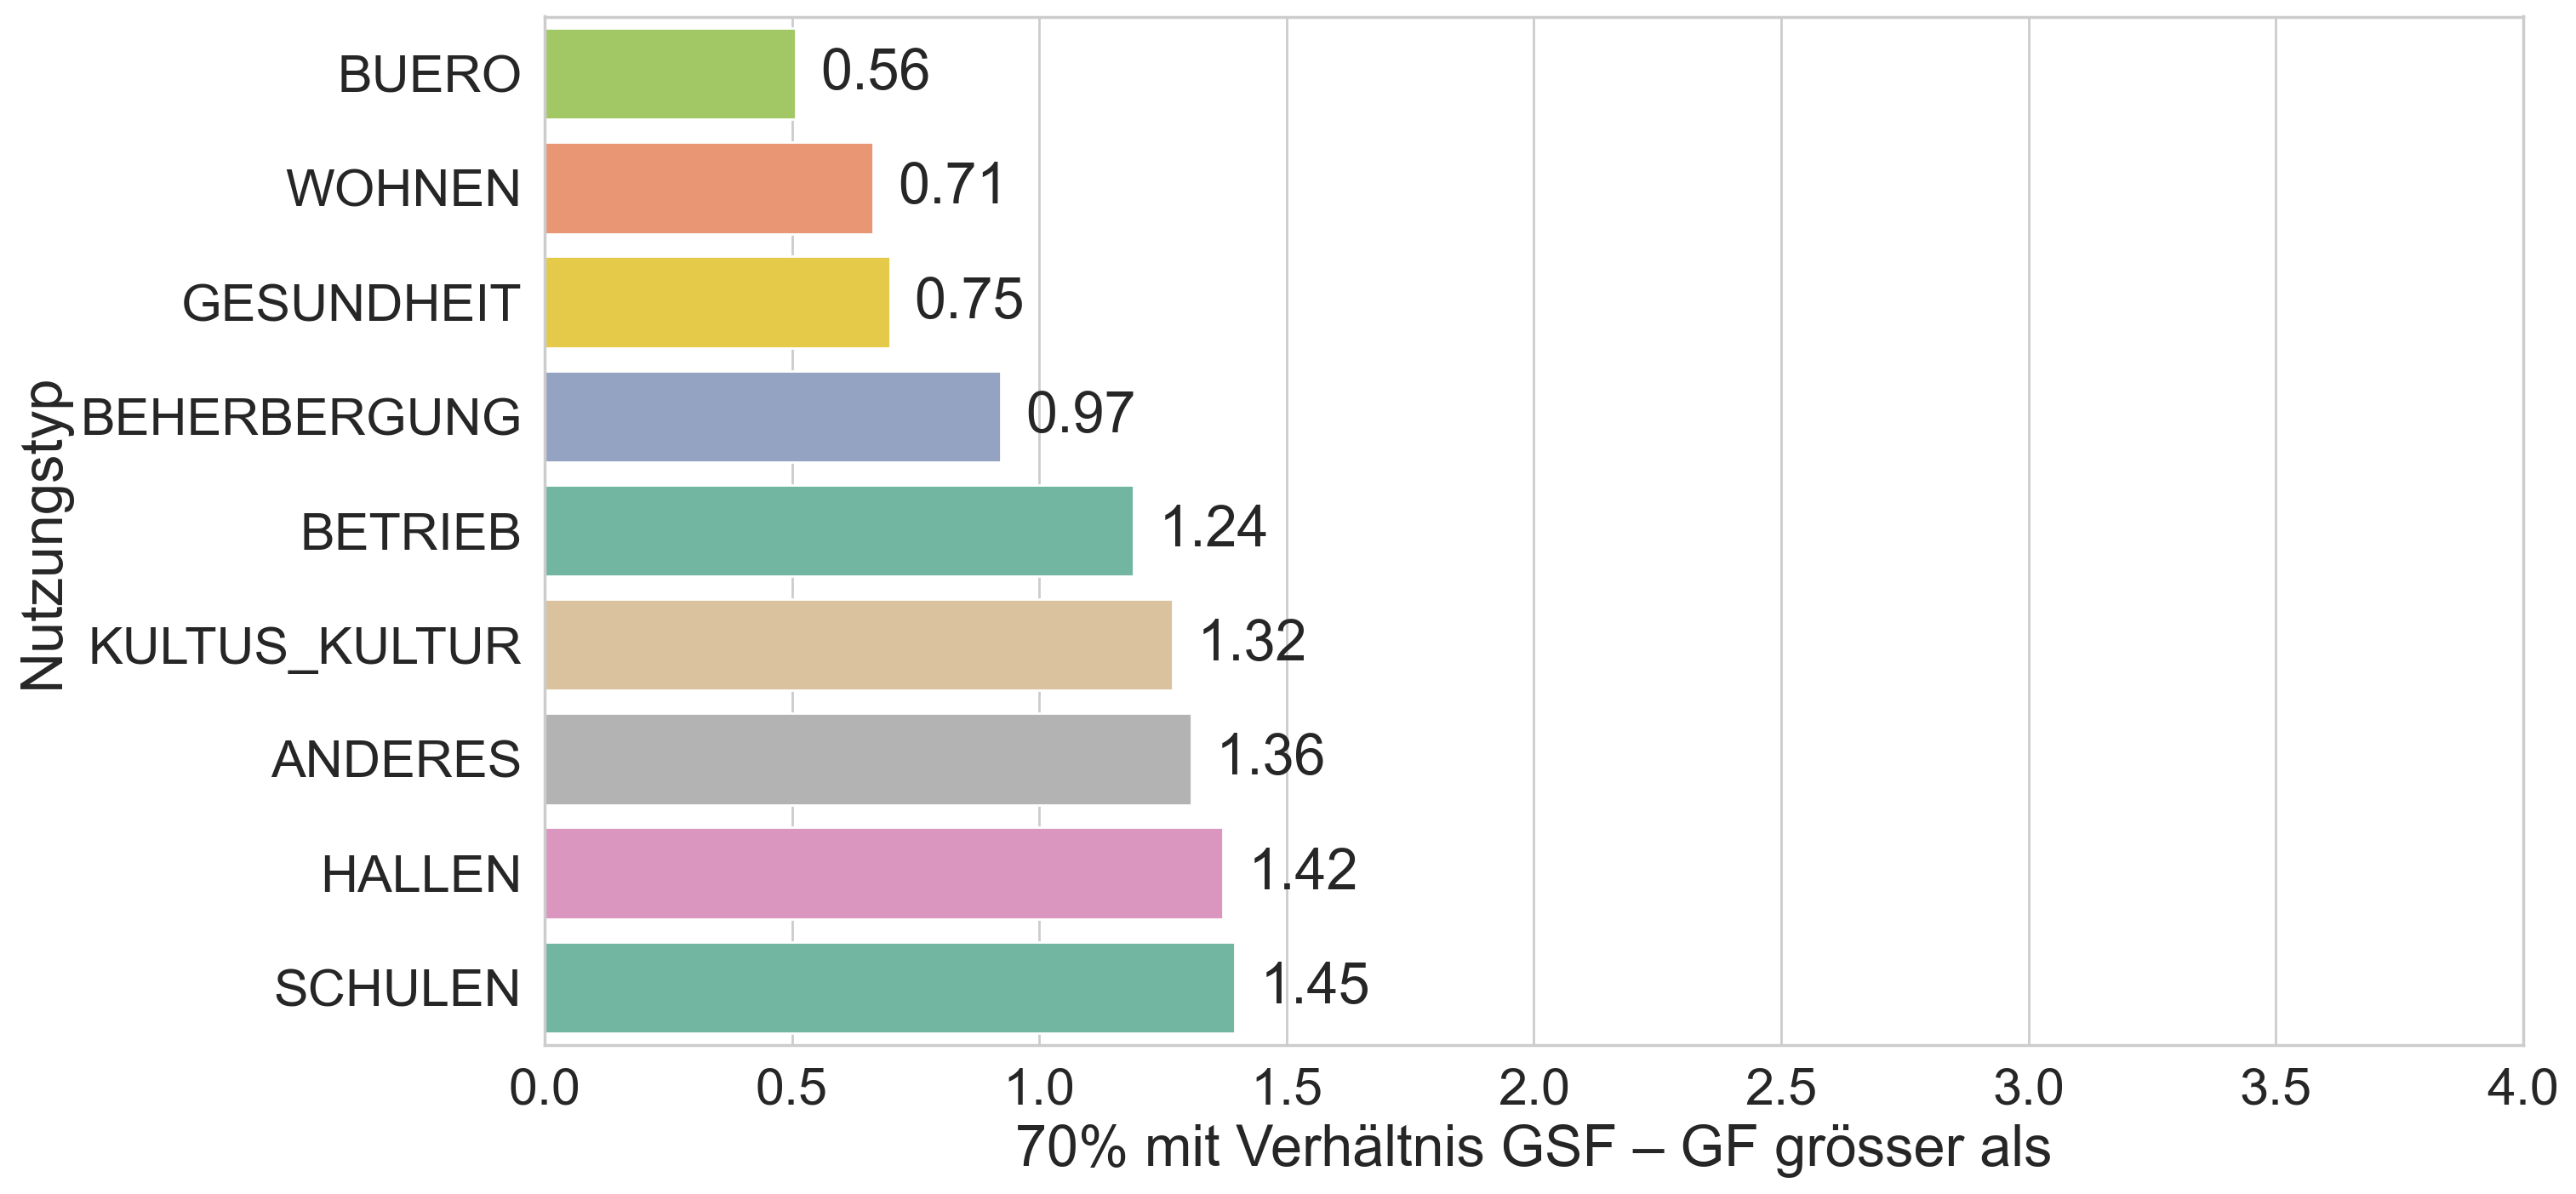 Nutzungstyp
BUERO 0.56
WOHNEN 0.71
GESUNDHEIT 0.75
BEHERBERGUNG 0.97
BETRIEB 1.24
KULTUS_KULTUR 1.32
ANDERES 1.36
HALLEN 1.42
SCHULEN 1.45
0.0 0.5 1.0 1.5 2.0 2.5 3.0 3.5 4.0
70% mit Verhältnis GSF – GF grösser als